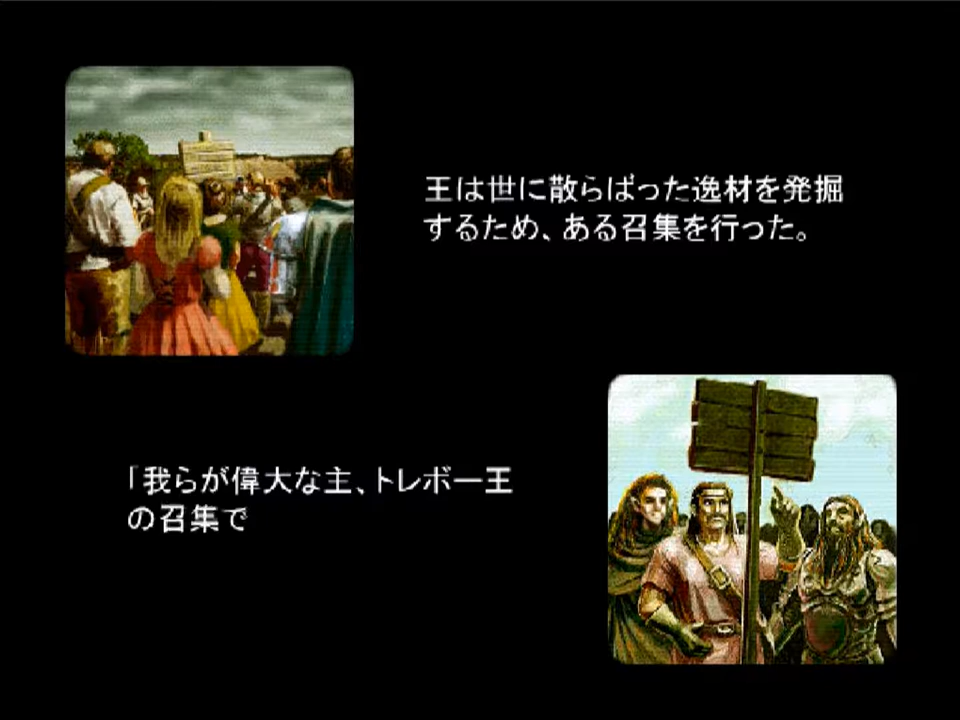 王は世に散らばった逸材を発掘
するため、ある召集を行った。
「我らが偉大な主、トレボー王
の召集で